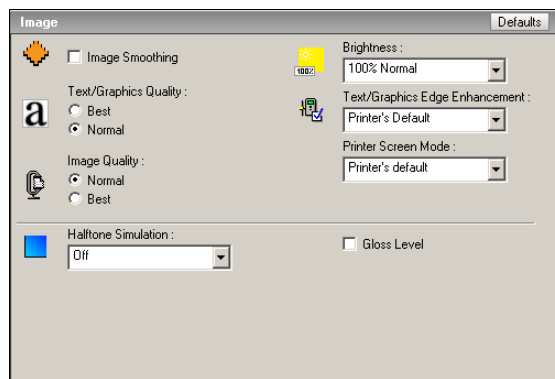 Image
Defaults
Image Smoothing
Text/Graphics Quality :
a
Best
Normal
Image Quality :
Normal
Best
Brightness :
100%
100% Normal
Text/Graphics Edge Enhancement :
Printer's Default
Printer Screen Mode :
Printer's default
Halftone Simulation :
Off
Gloss Level